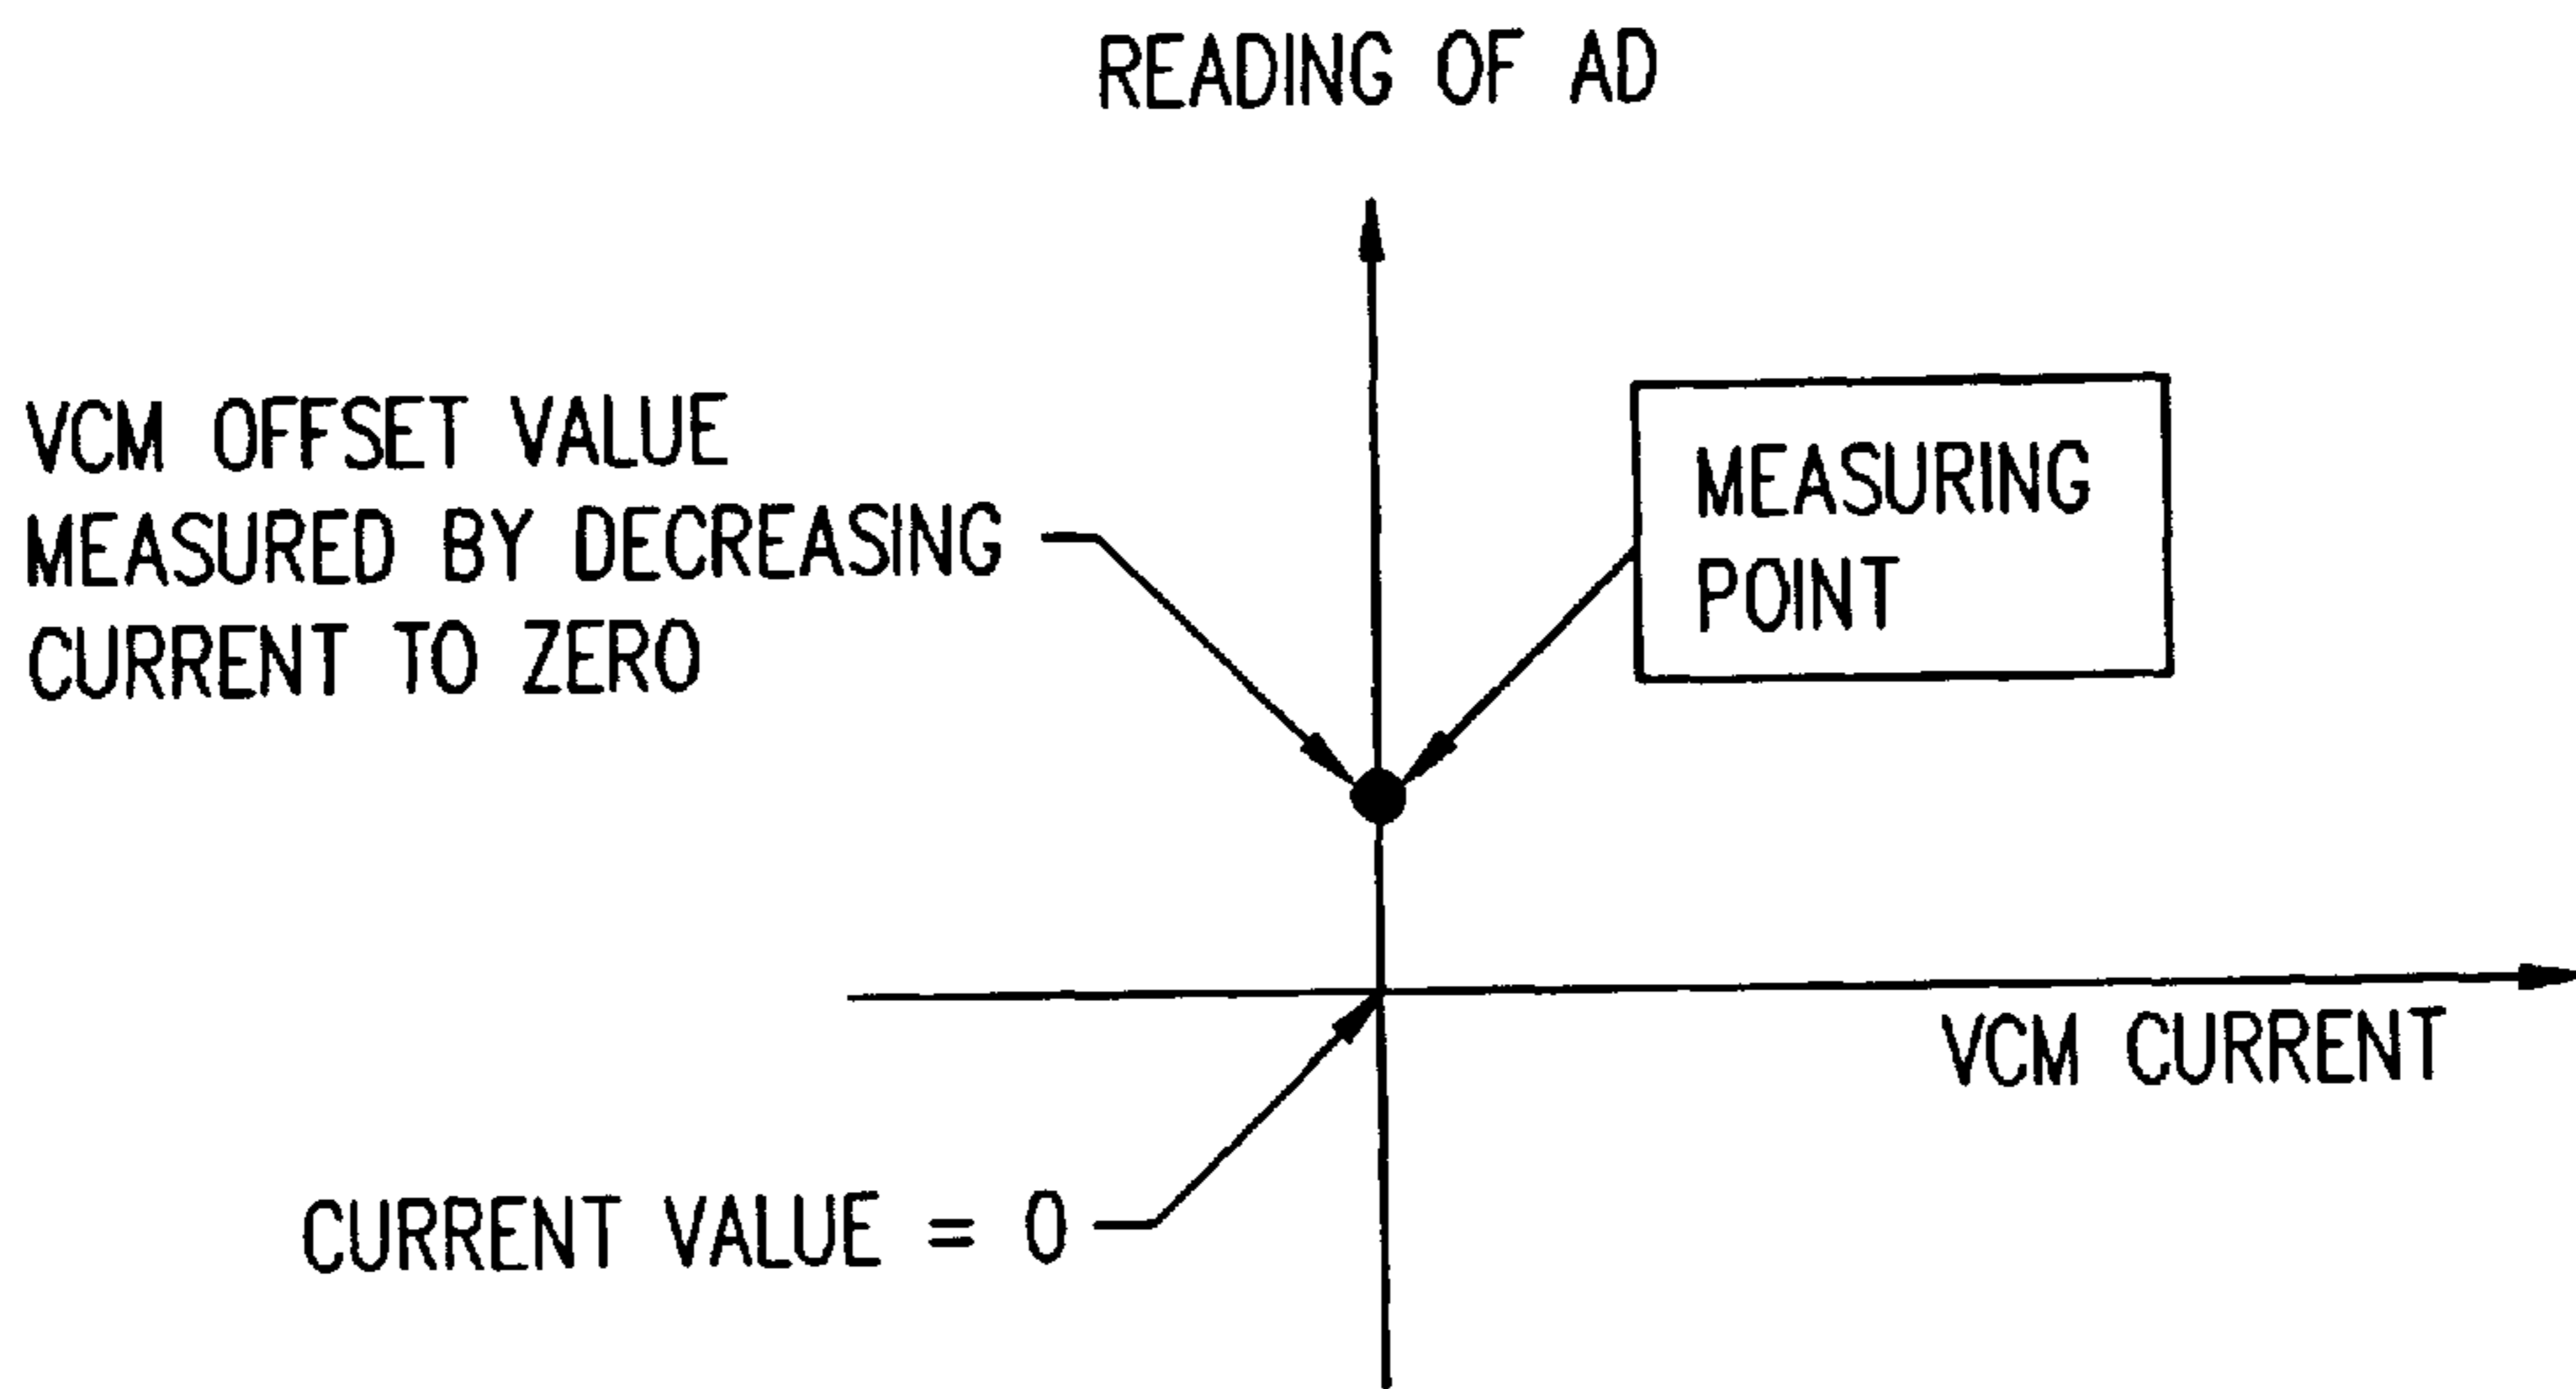 READING OF AD
VCM OFFSET VALUE
MEASURED BY DECREASING
CURRENT TO ZERO
MEASURING
POINT
VCM CURRENT
CURRENT VALUE = 0